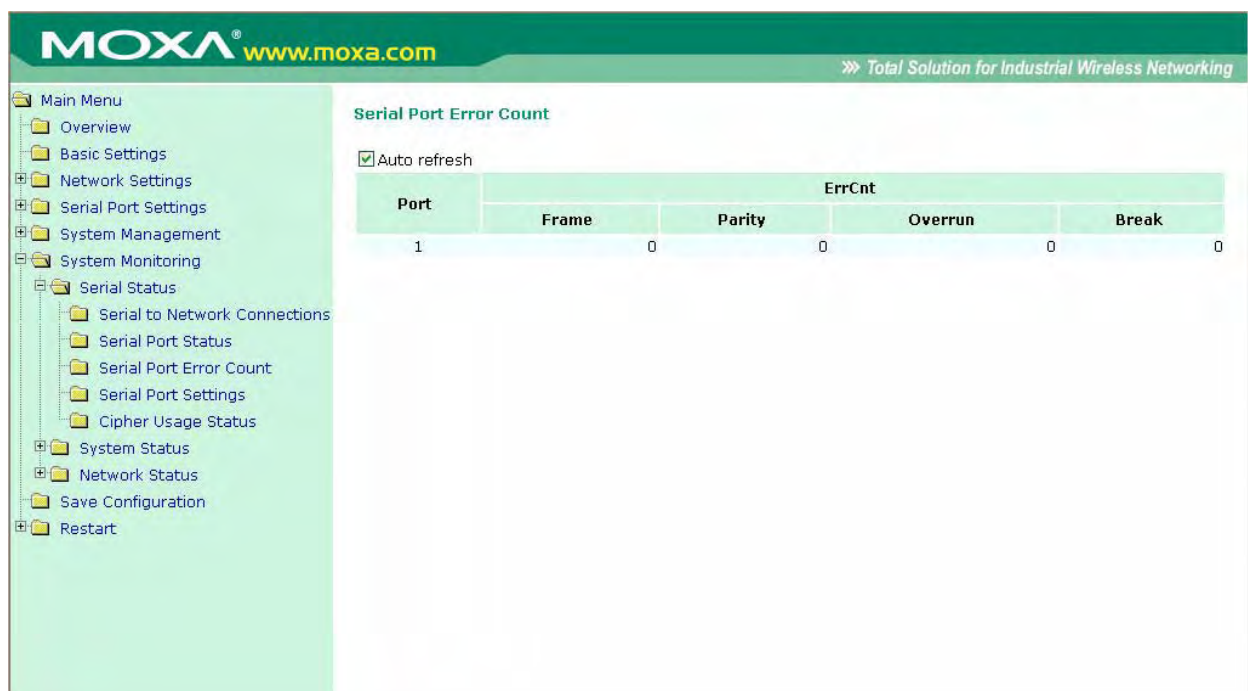 MOXA® www.moxa.com
>>> Total Solution for Industrial Wireless Networking
Main Menu
Overview
Basic Settings
Network Settings
Serial Port Settings
System Management
System Monitoring
Serial Status
Serial to Network Connections
Serial Port Status
Serial Port Error Count
Serial Port Settings
Cipher Usage Status
System Status
Network Status
Save Configuration
Restart
Serial Port Error Count
Auto refresh
Port ErrCnt
Frame Parity Overrun Break
1 0 0 0 0